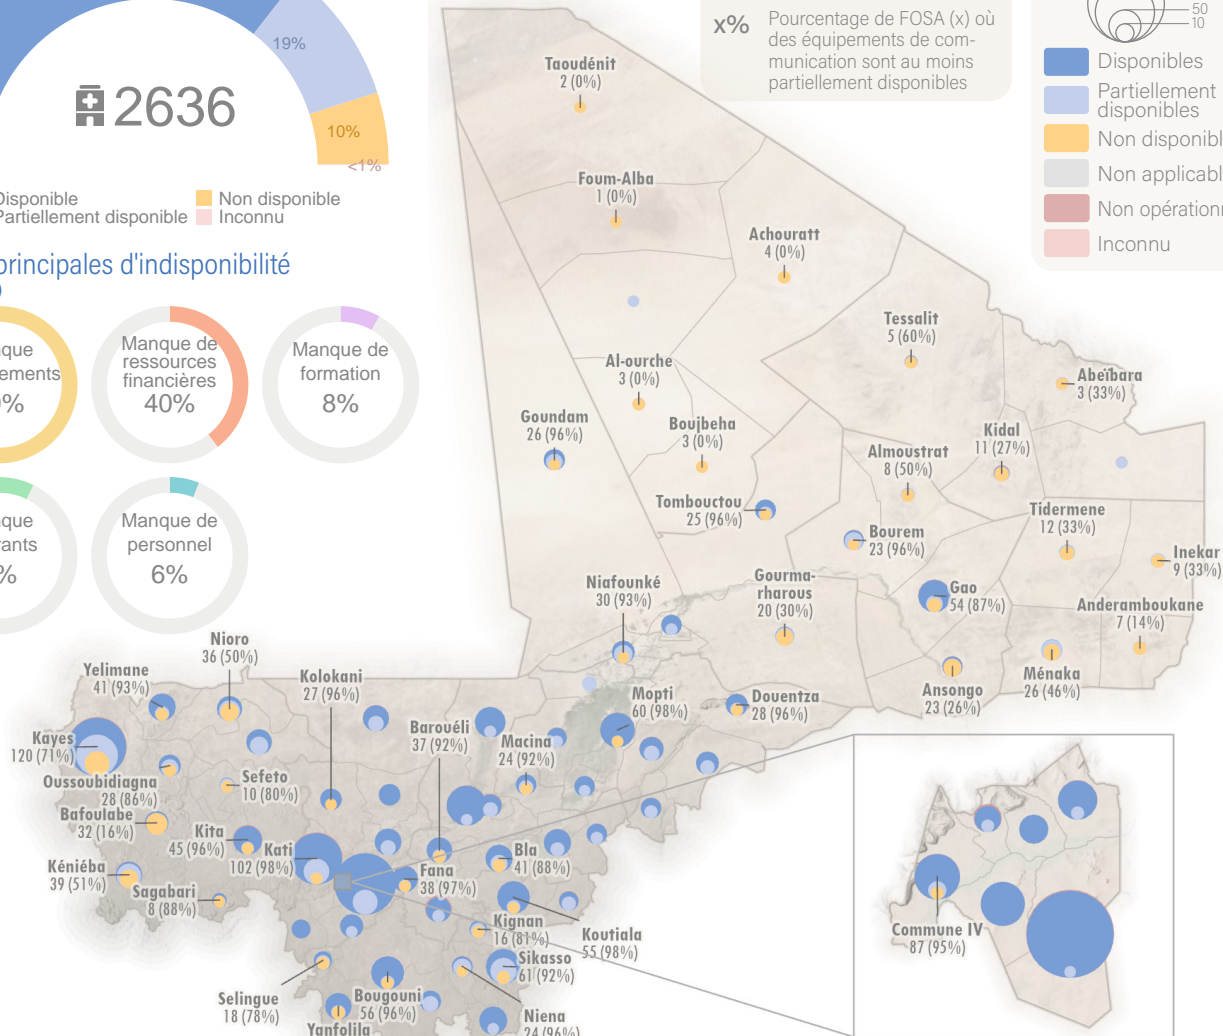 19%
2636
10%
<1%
Disponible
Non disponible
Partiellement disponible
Inconnu
principales d'indisponibilité
Manque de
ressources
financières
40%
Manque de
formation
8%
Manque de
personnel
6%
x%
Pourcentage de FOSA (x) où
des équipements de com-
munication sont au moins
partiellement disponibles
50
10
Disponibles
Partiellement
disponibles
Non
Non
Non
Inconnu
Taoudénit
2 (0%)
Foum-Alba
1 (0%)
Achouratt
4 (0%)
Tessalit
5 (60%)
Al-ourche
3 (0%)
Abeïbara
3 (33%)
Goundam
26 (96%)
Boujbeha
3 (0%)
Kidal
11 (27%)
Almoustrat
8 (50%)
Tombouctou
25 (96%)
Tidermene
12 (33%)
Bourem
23 (96%)
Inekar
9 (33%)
Niafounké
30 (93%)
Gourma-
rharous
20 (30%)
Gao
54 (87%)
Anderamboukane
7 (14%)
Nioro
36 (50%)
Yelimane
41 (93%)
Kolokani
27 (96%)
Ménaka
26 (46%)
Ansongo
23 (26%)
Mopti
60 (98%)
Douentza
28 (96%)
Barouéli
37 (92%)
Macina
24 (92%)
Kayes
120 (71%)
Oussoubidiagna
28 (86%)
Sefeto
10 (80%)
Bafoulabe
32 (16%)
Kita
45 (96%)
Kati
102 (98%)
Bla
41 (88%)
Kéniéba
39 (51%)
Fana
38 (97%)
Sagabari
8 (88%)
Kignan
16 (81%)
Koutiala
55 (98%)
Sikasso
61 (92%)
Selingue
18 (78%)
Bougouni
56 (96%)
Niena
24 (96%)
Yanfolila
Commune IV
87 (95%)